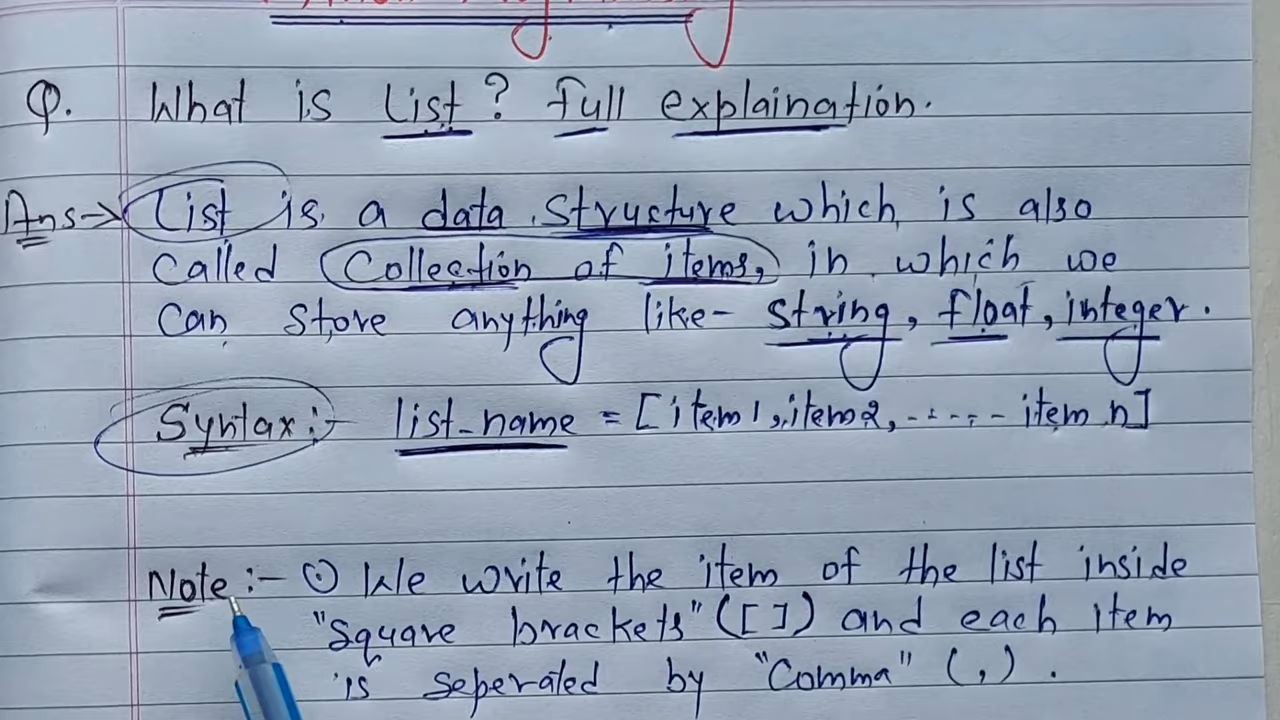 Q. What is list? Full explaination.
Ans→ List is a data structure which is also
called Collection of items, in which we
can store anything like- string, float, integer.
Syntax:- list_name = [item1, item2, ------ item n]
Note:- ① We write the item of the list inside
"Square brackets" ([ ]) and each item
is seperated by "Comma" (,).